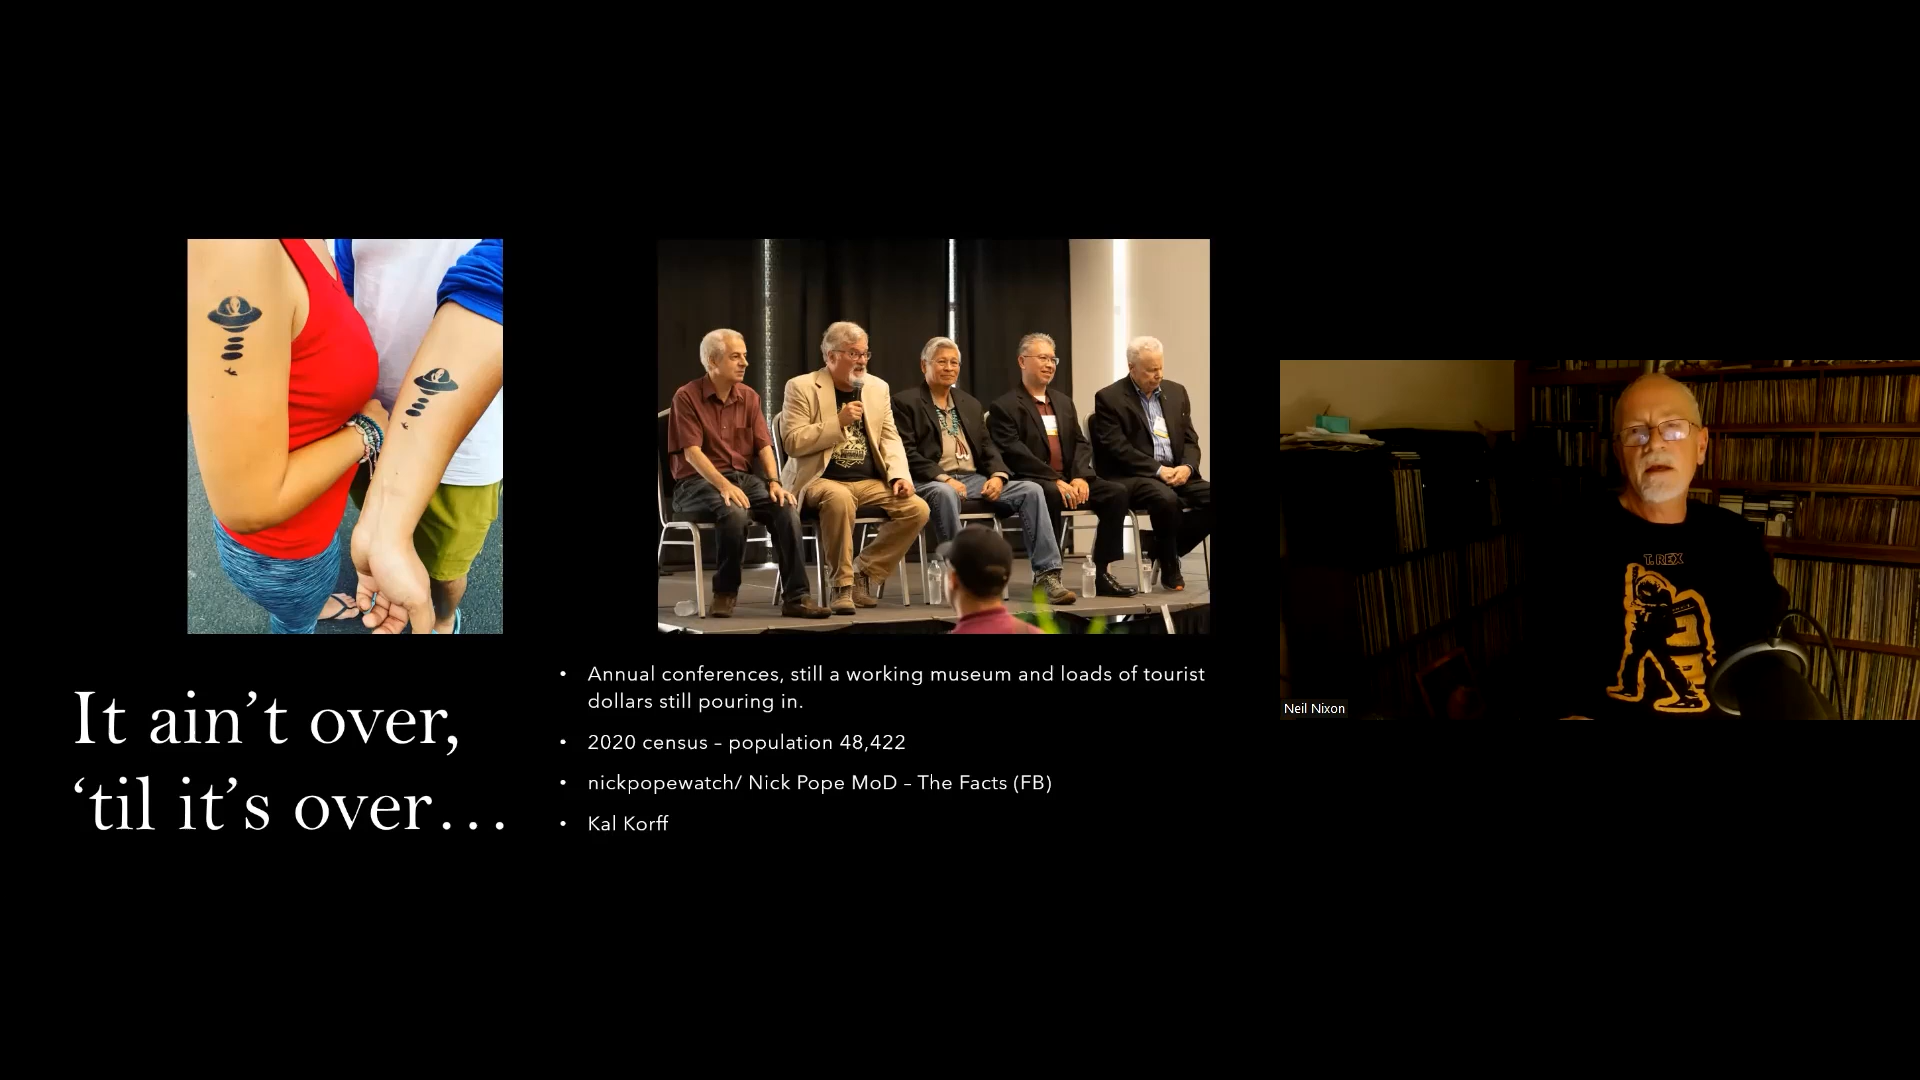 It ain’t over,
‘til it’s over…
• Annual conferences, still a working museum and loads of tourist
dollars still pouring in.
• 2020 census – population 48,422
• nickpopewatch/ Nick Pope MoD – The Facts (FB)
• Kal Korff
T. REX
Neil Nixon